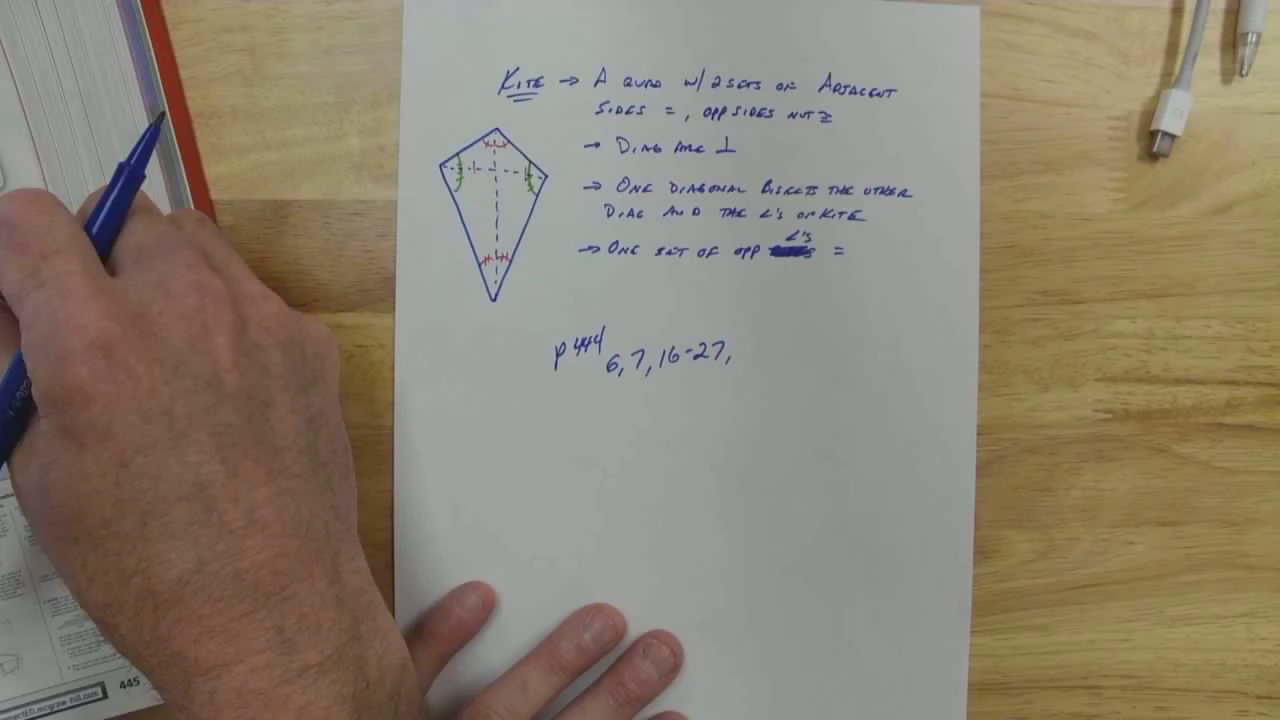 KITE → A QUAD W/ 2 SETS OF ADJACENT
SIDES = , OPP SIDES NOT ≅
→ DIAG ARE ⊥
→ ONE DIAGONAL BISECTS THE OTHER
DIAG AND THE ∠'S OF KITE
→ ONE SET OF OPP ∠'S =
p444 6, 7, 16-27,
445